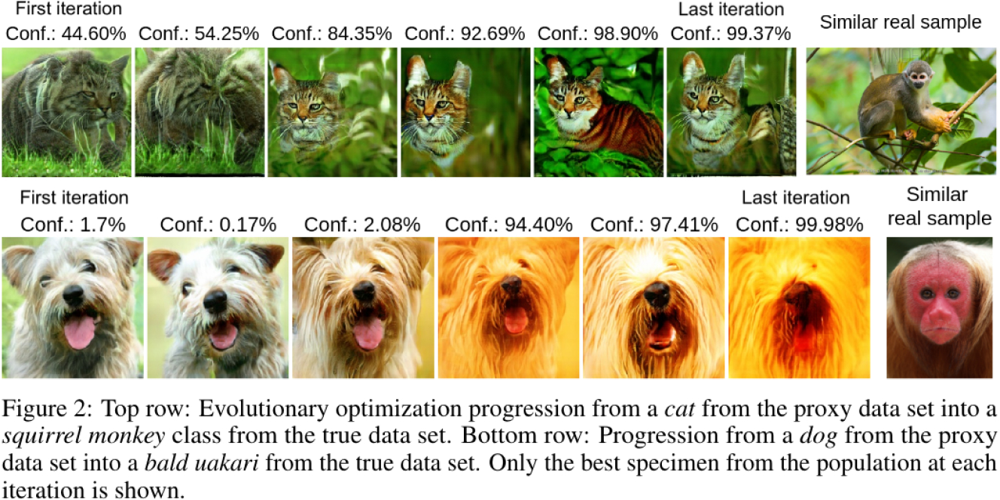 First iteration
Last iteration
Similar real sample
Conf.: 44.60%
Conf.: 54.25%
Conf.: 84.35%
Conf.: 92.69%
Conf.: 98.90%
Conf.: 99.37%
First iteration
Last iteration
Similar
real sample
Conf.: 1.7%
Conf.: 0.17%
Conf.: 2.08%
Conf.: 94.40%
Conf.: 97.41%
Conf.: 99.98%
Figure 2: Top row: Evolutionary optimization progression from a cat from the proxy data set into a
squirrel monkey class from the true data set. Bottom row: Progression from a dog from the proxy
data set into a bald uakari from the true data set. Only the best specimen from the population at each
iteration is shown.